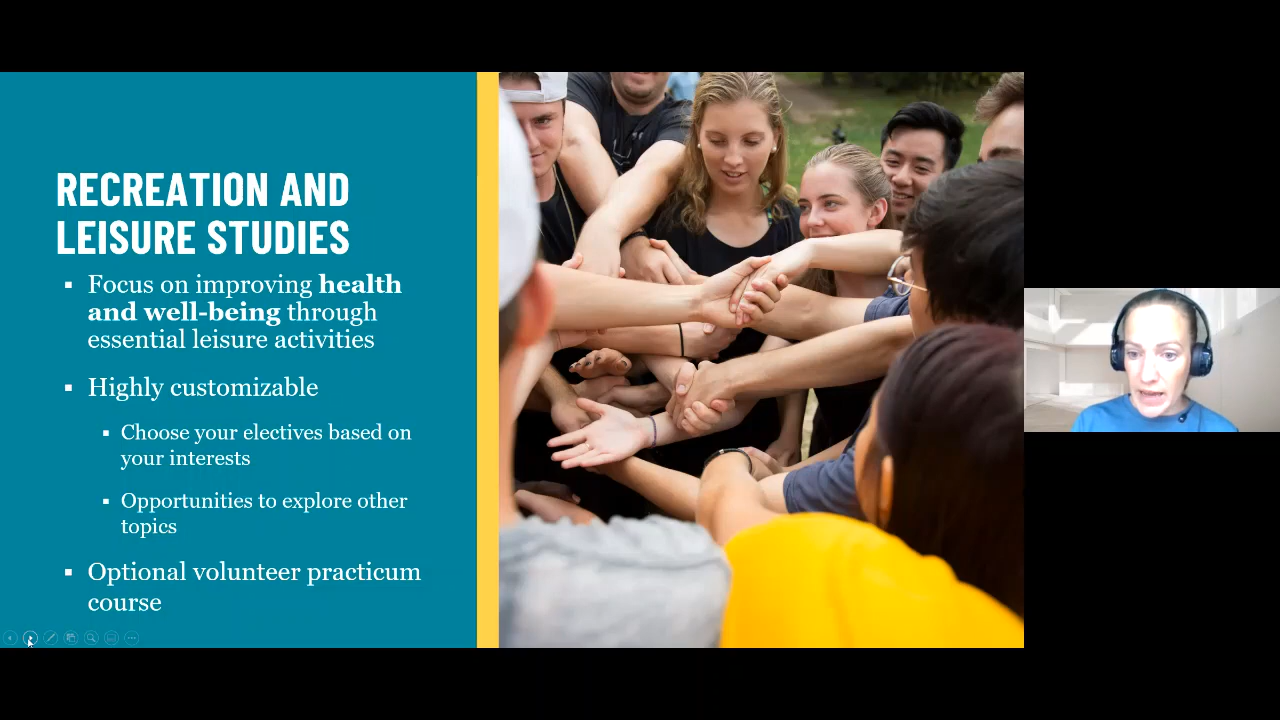 RECREATION AND
LEISURE STUDIES
▪ Focus on improving health
and well-being through
essential leisure activities
▪ Highly customizable
▪ Choose your electives based on
your interests
▪ Opportunities to explore other
topics
▪ Optional volunteer practicum
course